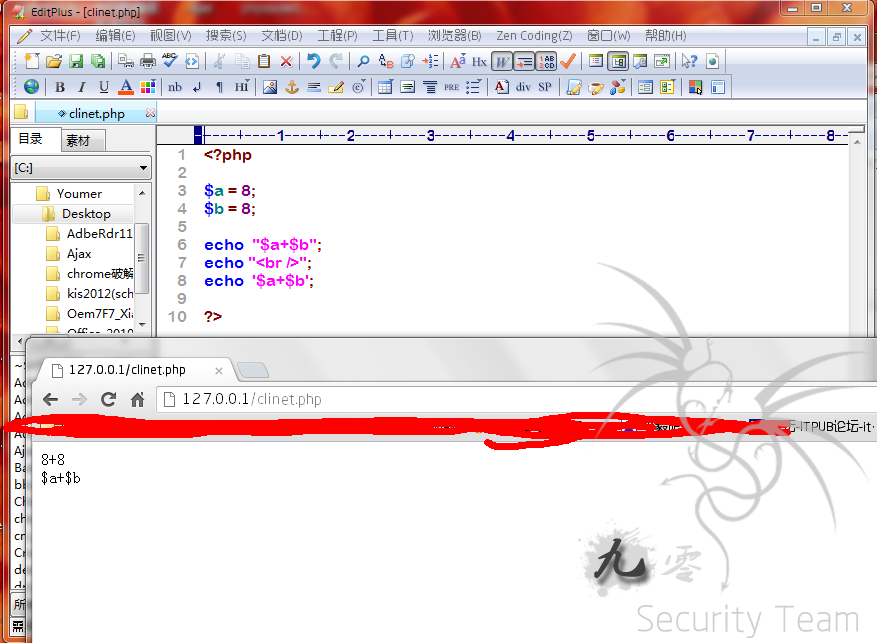 EditPlus - [clinet.php]
文件(F) 编辑(E) 视图(V) 搜索(S) 文档(D) 工程(P) 工具(T) 浏览器(B) Zen Coding(Z) 窗口(W) 帮助(H)
B I U A nb ¶ Hi PRE A div SP
clinet.php
目录 素材
[C:]
Youmer
Desktop
AdbeRdr11
Ajax
chrome破解
kis2012(sch
Oem7F7_Xia
Office_2010
----+----1----+----2----+----3----+----4----+----5----+----6----+----7----+----8--
1 <?php
2
3 $a = 8;
4 $b = 8;
5
6 echo "$a+$b";
7 echo "<br />";
8 echo '$a+$b';
9
10 ?>
127.0.0.1/clinet.php
127.0.0.1/clinet.php
坛-ITPUB论坛-it
8+8
$a+$b
九零
Security Team